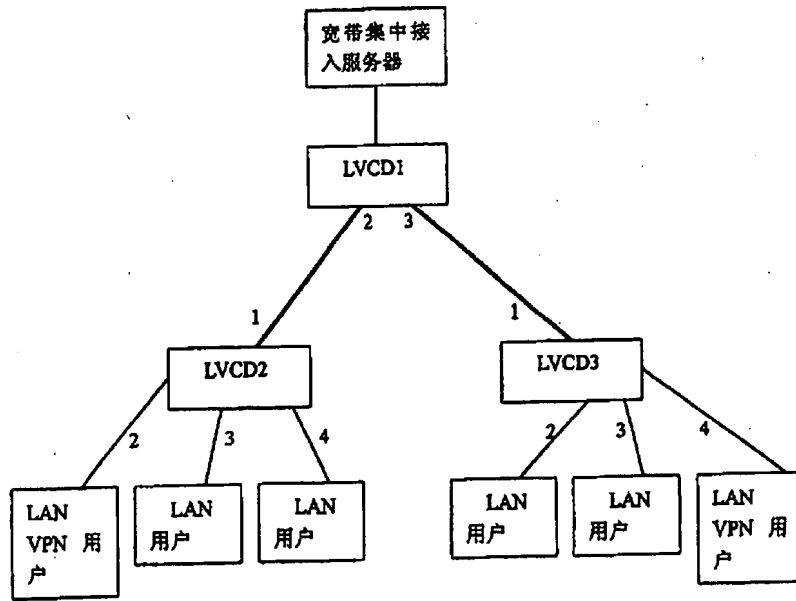 宽带集中接
入服务器
LVCD1
2 3
1 1
LVCD2 LVCD3
2 3 4 2 3 4
LAN
VPN 用
户
LAN
用户
LAN
用户
LAN
用户
LAN
用户
LAN
VPN 用
户